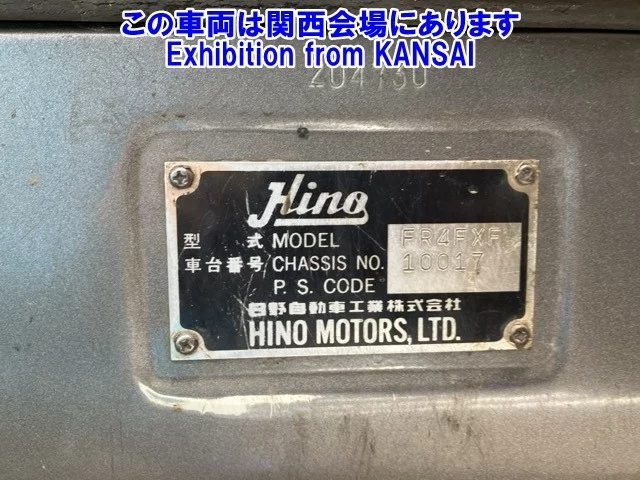 この車両は関西会場にあります
Exhibition from KANSAI
204730
Hino
型 式 MODEL FR4FXF
車台番号 CHASSIS NO. 10017
P. S. CODE
日野自動車工業株式会社
HINO MOTORS, LTD.